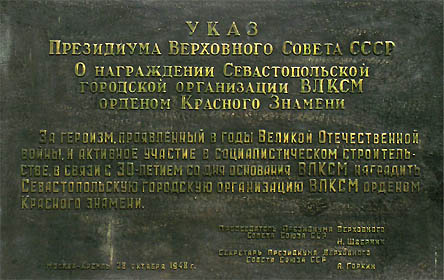 УКАЗ
Президиума Верховного Совета СССР
О награждении Севастопольской
городской организации ВЛКСМ
орденом Красного Знамени
За героизм, проявленный в годы Великой Отечественной
войны, и активное участие в социалистическом строитель-
стве, в связи с 30-летием со дня основания ВЛКСМ наградить
Севастопольскую городскую организацию ВЛКСМ орденом
Красного Знамени.
Председатель Президиума Верховного
Совета Союза ССР
Н. Шверник
Секретарь Президиума Верховного
Совета Союза ССР
А. Горкин
Москва-Кремль 28 октября 1948 г.